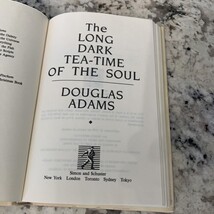 The
LONG
DARK
TEA-TIME
OF THE SOUL
DOUGLAS
ADAMS
Simon and Schuster
New York London Toronto Sydney Tokyo